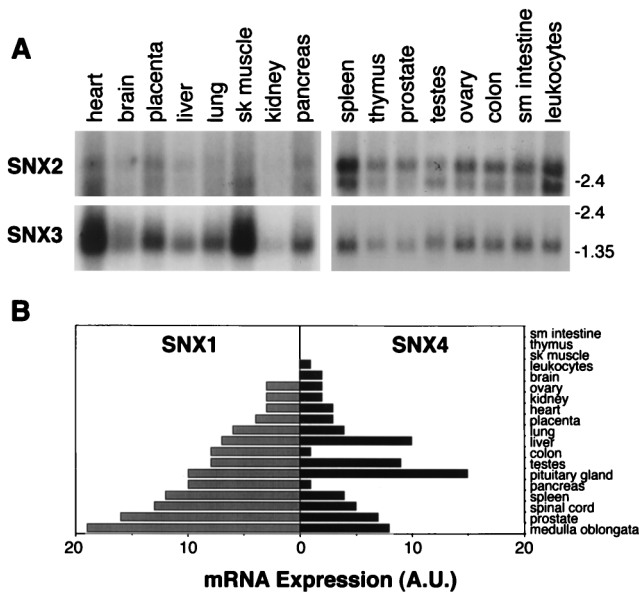 A
heart brain placenta liver lung sk muscle kidney pancreas spleen thymus prostate testes ovary colon sm intestine leukocytes
SNX2
-2.4
-2.4
SNX3
-1.35
B
SNX1 SNX4
sm intestine
thymus
sk muscle
leukocytes
brain
ovary
kidney
heart
placenta
lung
liver
colon
testes
pituitary gland
pancreas
spleen
spinal cord
prostate
medulla oblongata
20 10 0 10 20
mRNA Expression (A.U.)